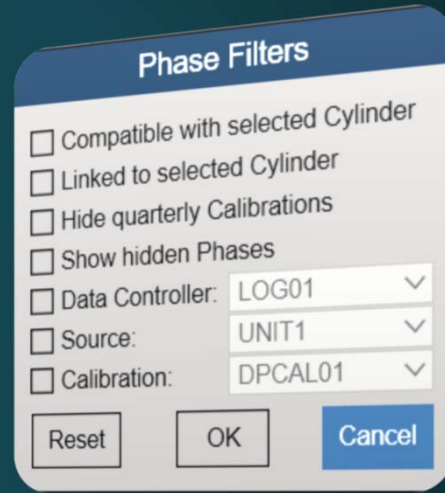 Phase Filters
Compatible with selected Cylinder
Linked to selected Cylinder
Hide quarterly Calibrations
Show hidden Phases
Data Controller: LOG01
Source: UNIT1
Calibration: DPCAL01
Reset OK Cancel